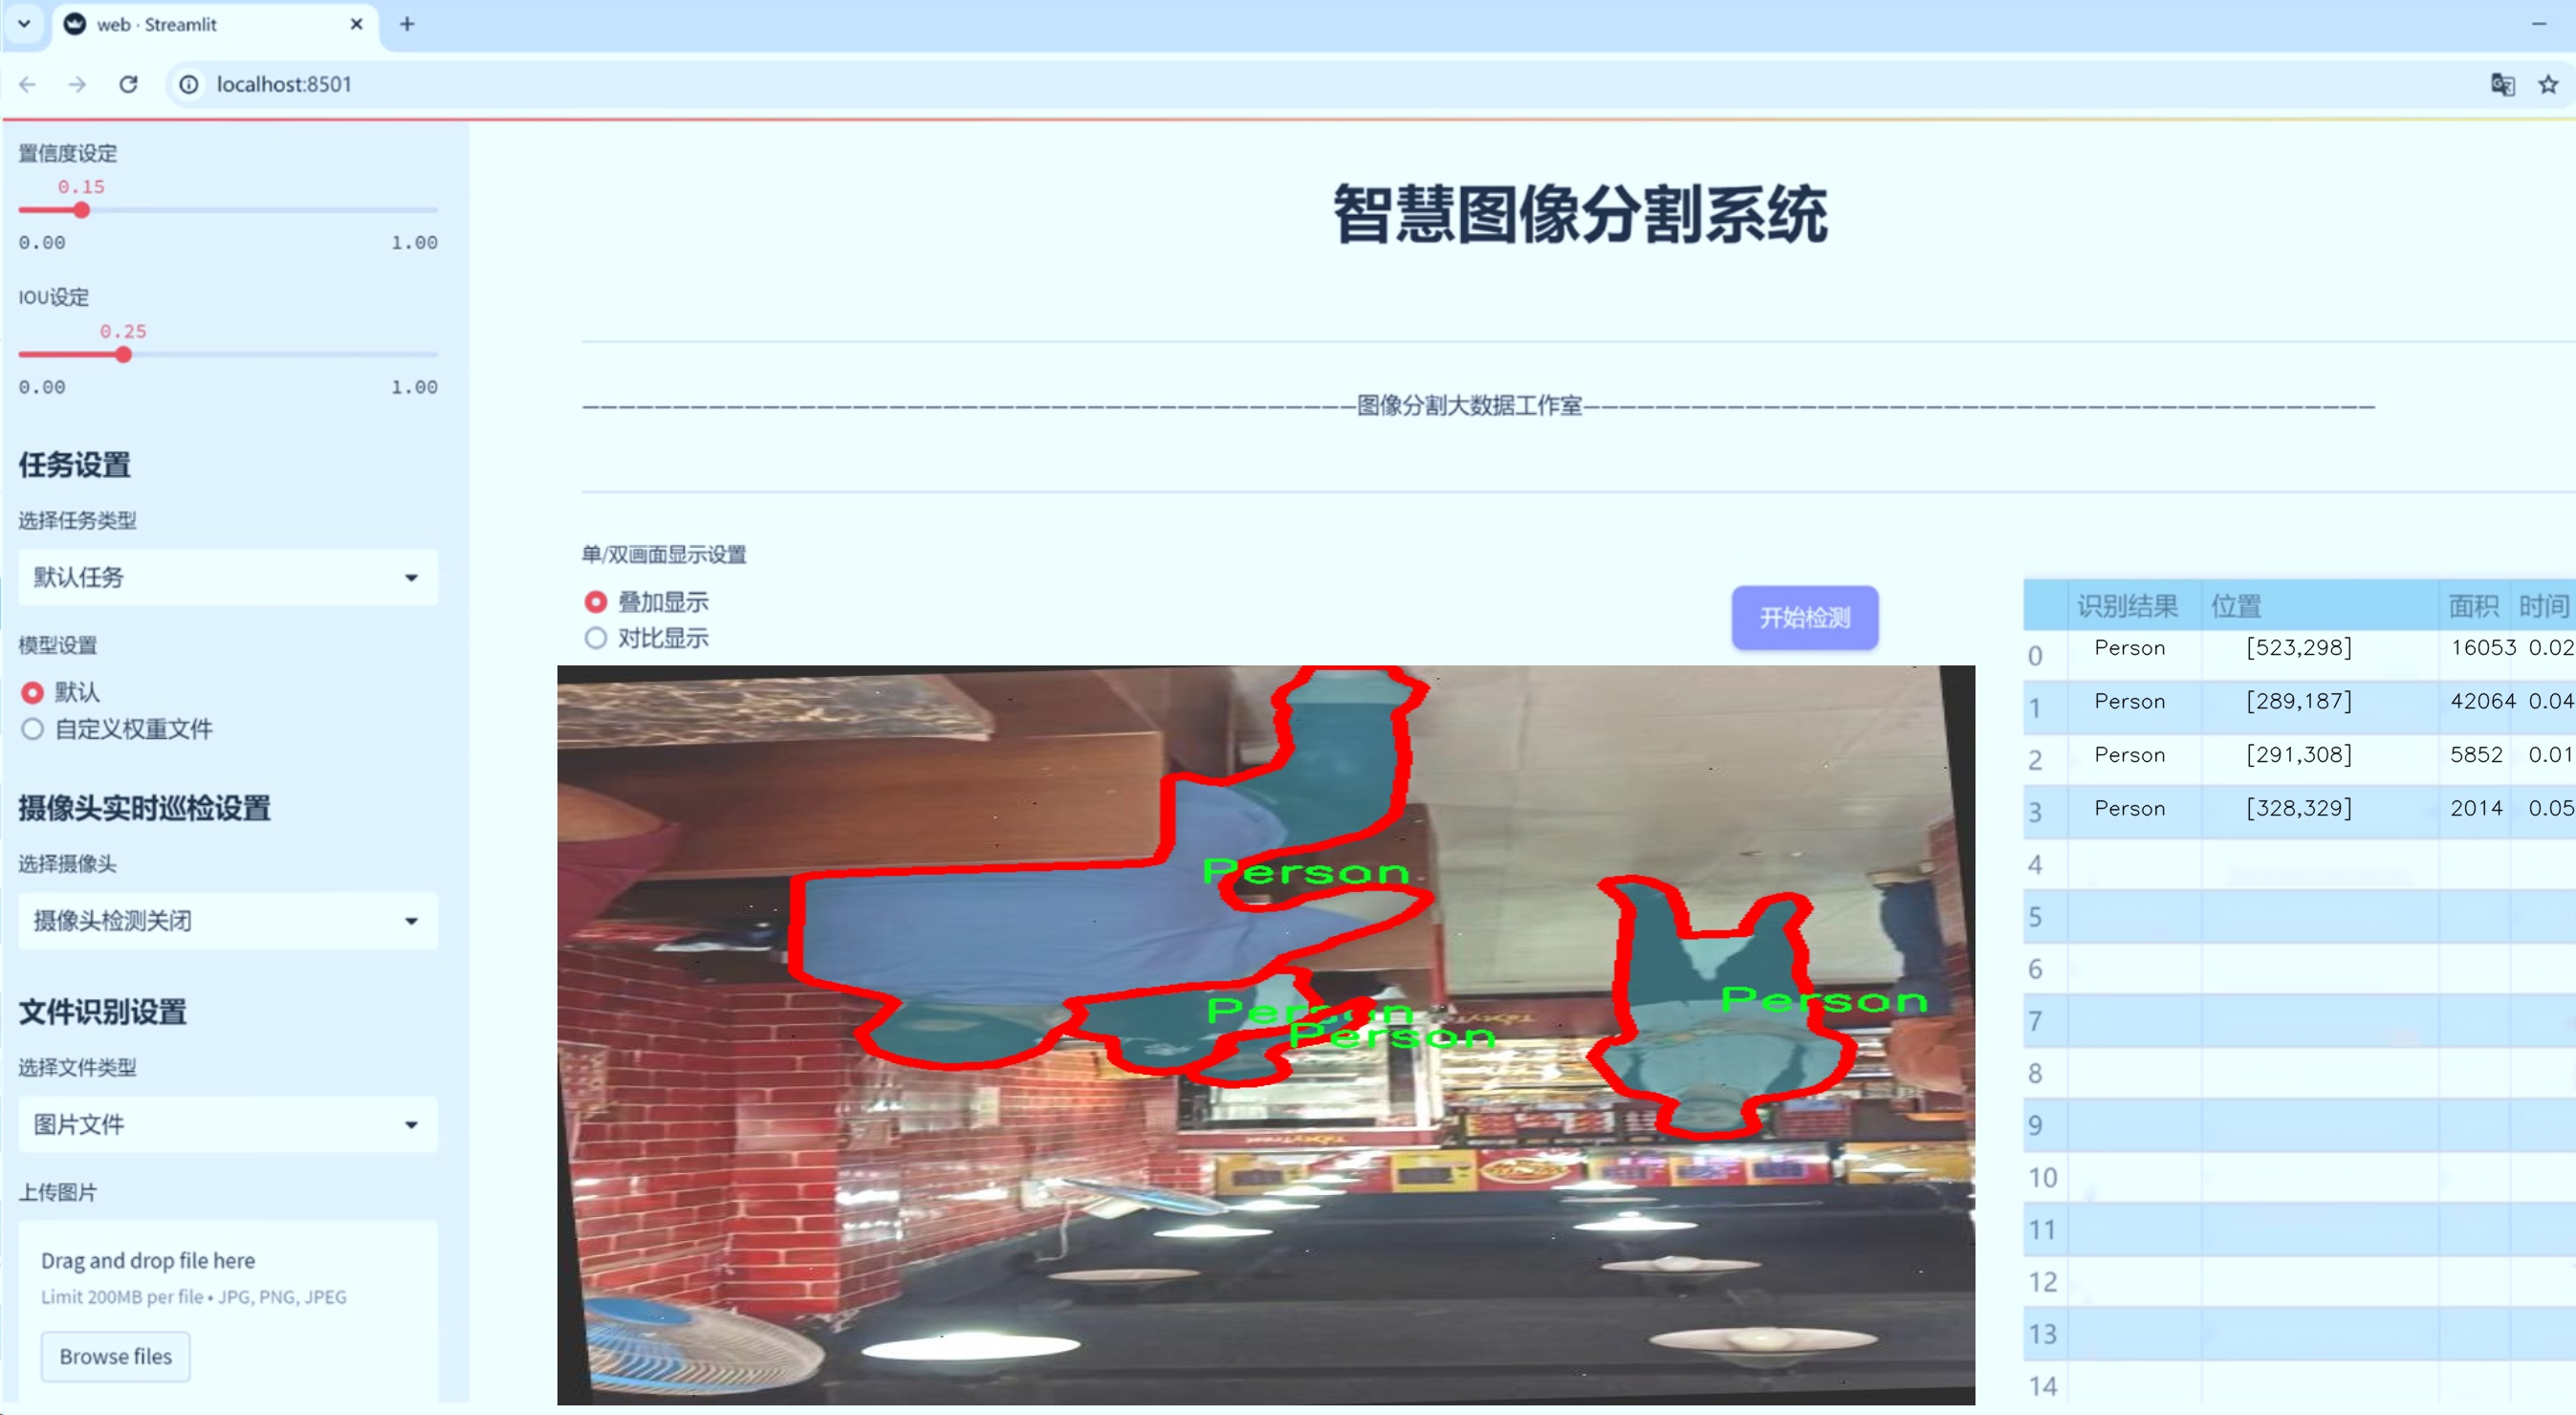 web · Streamlit
localhost:8501
置信度设定
0.15
0.00 1.00
IOU设定
0.25
0.00 1.00
任务设置
选择任务类型
默认任务
模型设置
默认
自定义权重文件
摄像头实时巡检设置
选择摄像头
摄像头检测关闭
文件识别设置
选择文件类型
图片文件
上传图片
Drag and drop file here
Limit 200MB per file • JPG, PNG, JPEG
Browse files
智慧图像分割系统
图像分割大数据工作室
单/双画面显示设置
叠加显示
对比显示
开始检测
Person
Person
Person
Person
识别结果 位置 面积 时间
0 Person [523,298] 16053 0.02
1 Person [289,187] 42064 0.04
2 Person [291,308] 5852 0.01
3 Person [328,329] 2014 0.05
4
5
6
7
8
9
10
11
12
13
14